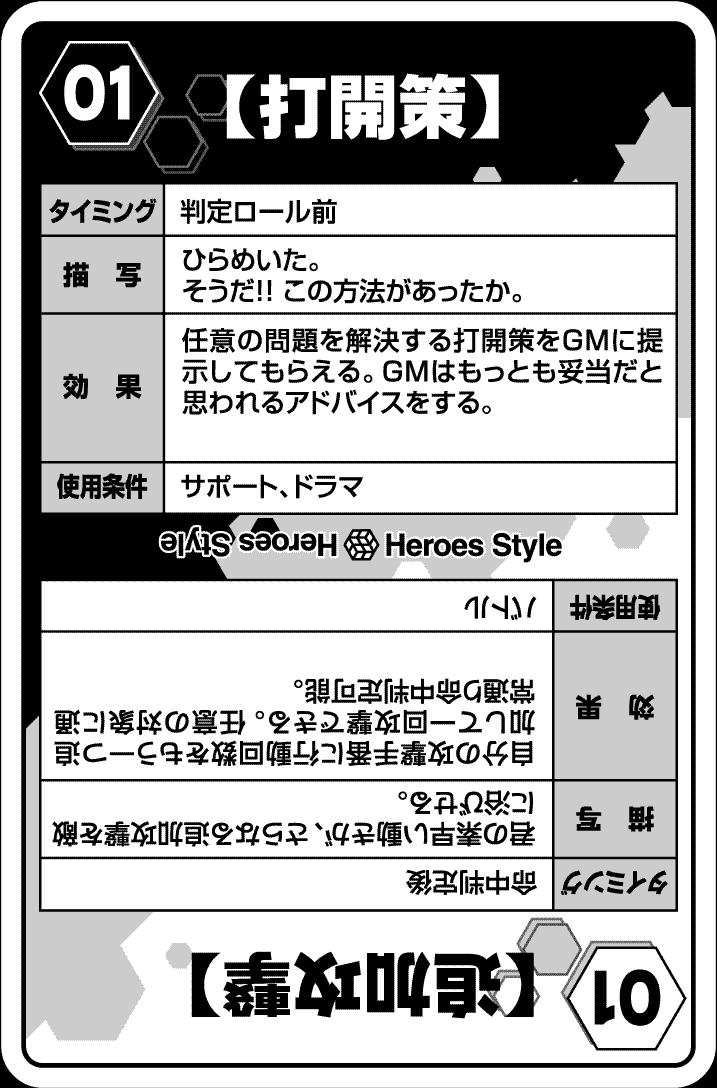 01
【打開策】
タイミング 判定ロール前
描 写 ひらめいた。
そうだ!! この方法があったか。
効 果 任意の問題を解決する打開策をGMに提
示してもらえる。GMはもっとも妥当だと
思われるアドバイスをする。
使用条件 サポート、ドラマ
Heroes Style Heroes Style
01
【追加攻撃】
タイミング 命中判定後
描 写 君の素早い動きが、さらなる追加攻撃を敵
に浴びせる。
効 果 自分の攻撃手番に行動回数をもう一つ追
加して一回攻撃できる。任意の対象に通
常通り命中判定可能。
使用条件 バトル